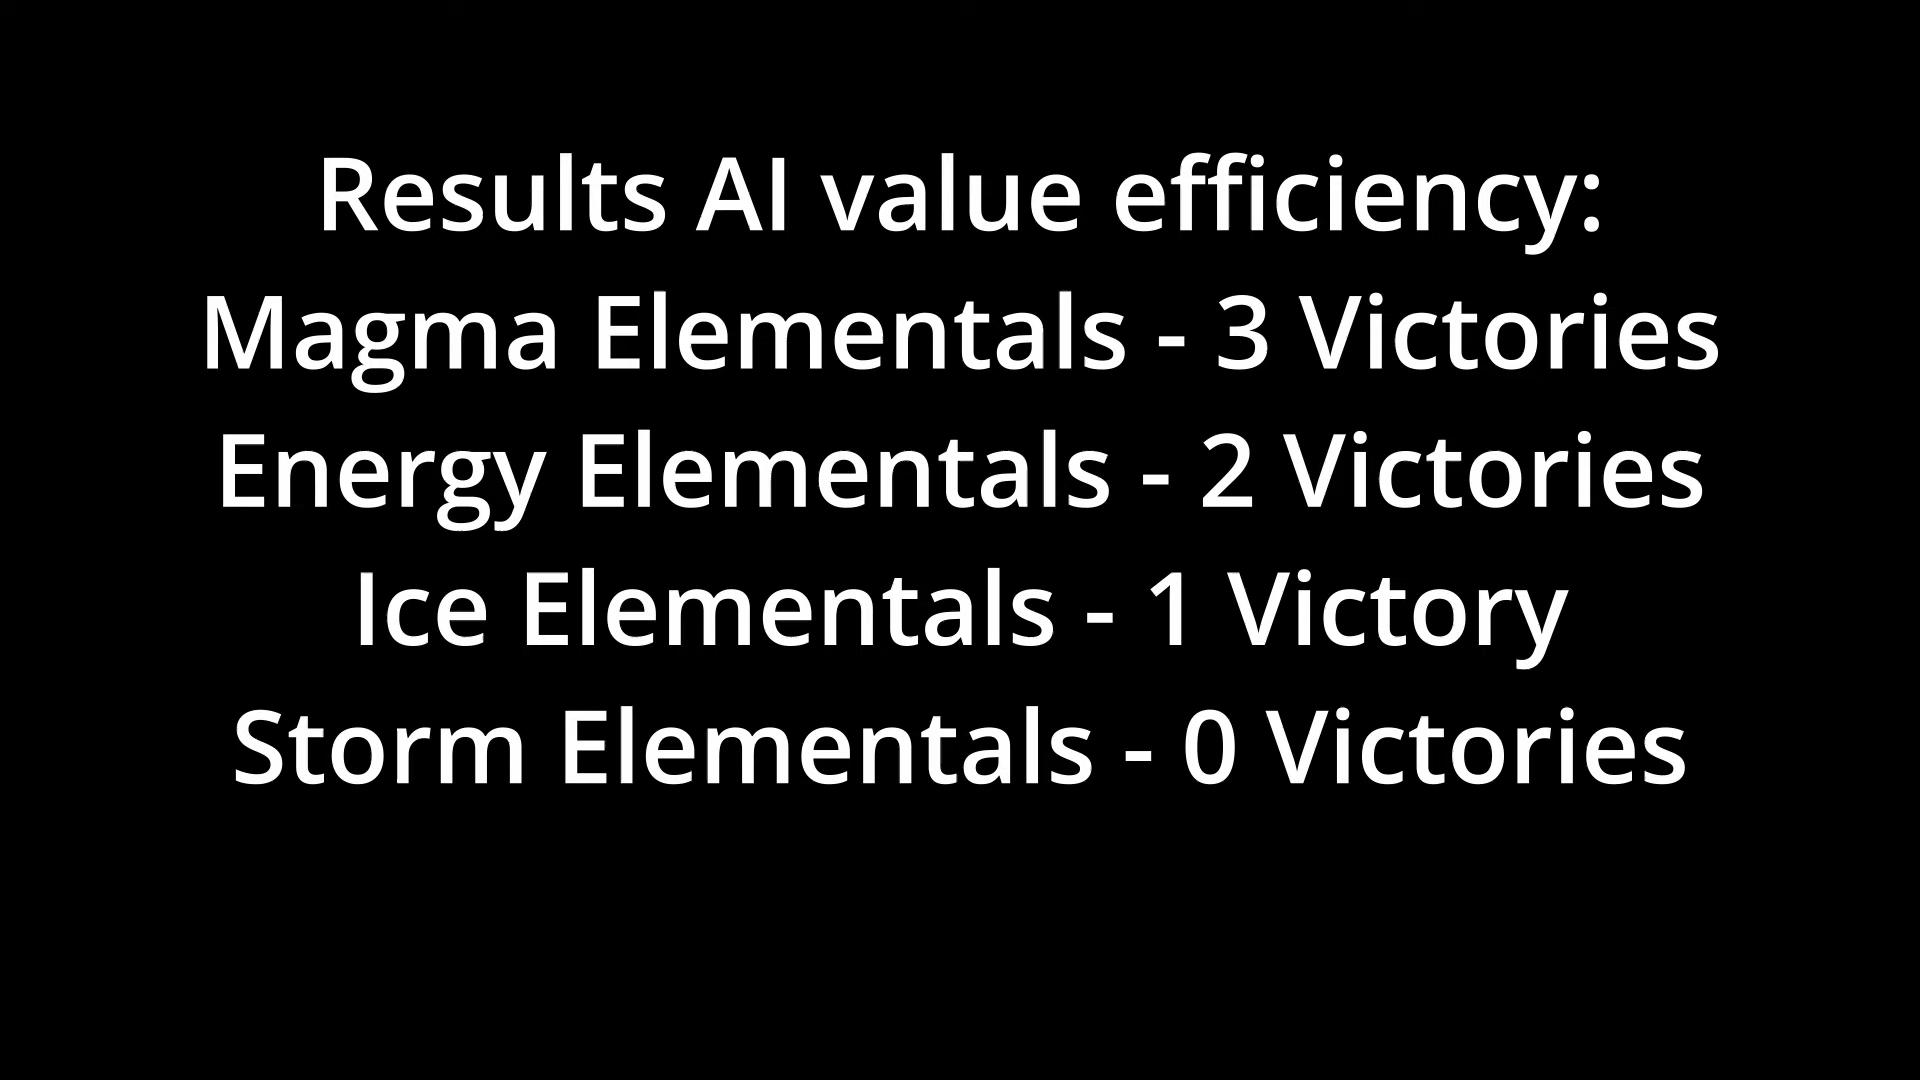 Results AI value efficiency:
Magma Elementals - 3 Victories
Energy Elementals - 2 Victories
Ice Elementals - 1 Victory
Storm Elementals - 0 Victories